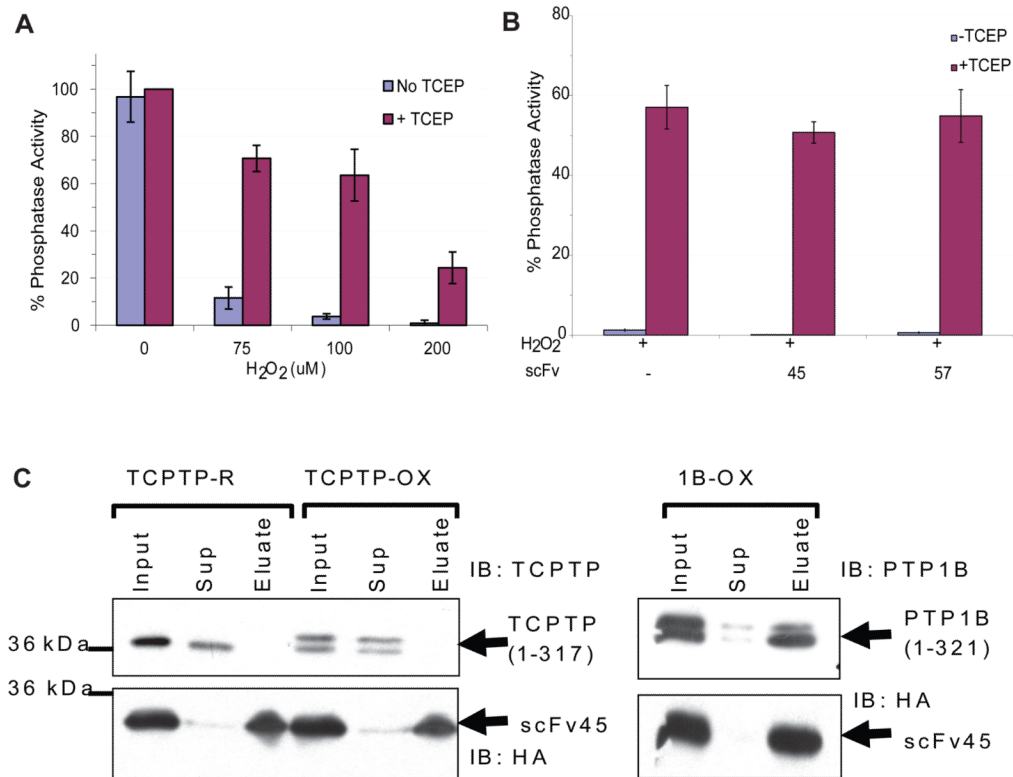 A
% Phosphatase Activity
100
80
60
40
20
0
No TCEP
+ TCEP
0 75 100 200
H2O2 (uM)
B
% Phosphatase Activity
80
60
40
20
0
-TCEP
+TCEP
H2O2 + + +
scFv - 45 57
C
TCPTP-R TCPTP-OX 1B-OX
Input Sup Eluate Input Sup Eluate Input Sup Eluate
IB: TCPTP
IB: PTP1B
36 kDa
TCPTP
(1-317)
PTP1B
(1-321)
36 kDa
scFv45
IB: HA
IB: HA
scFv45